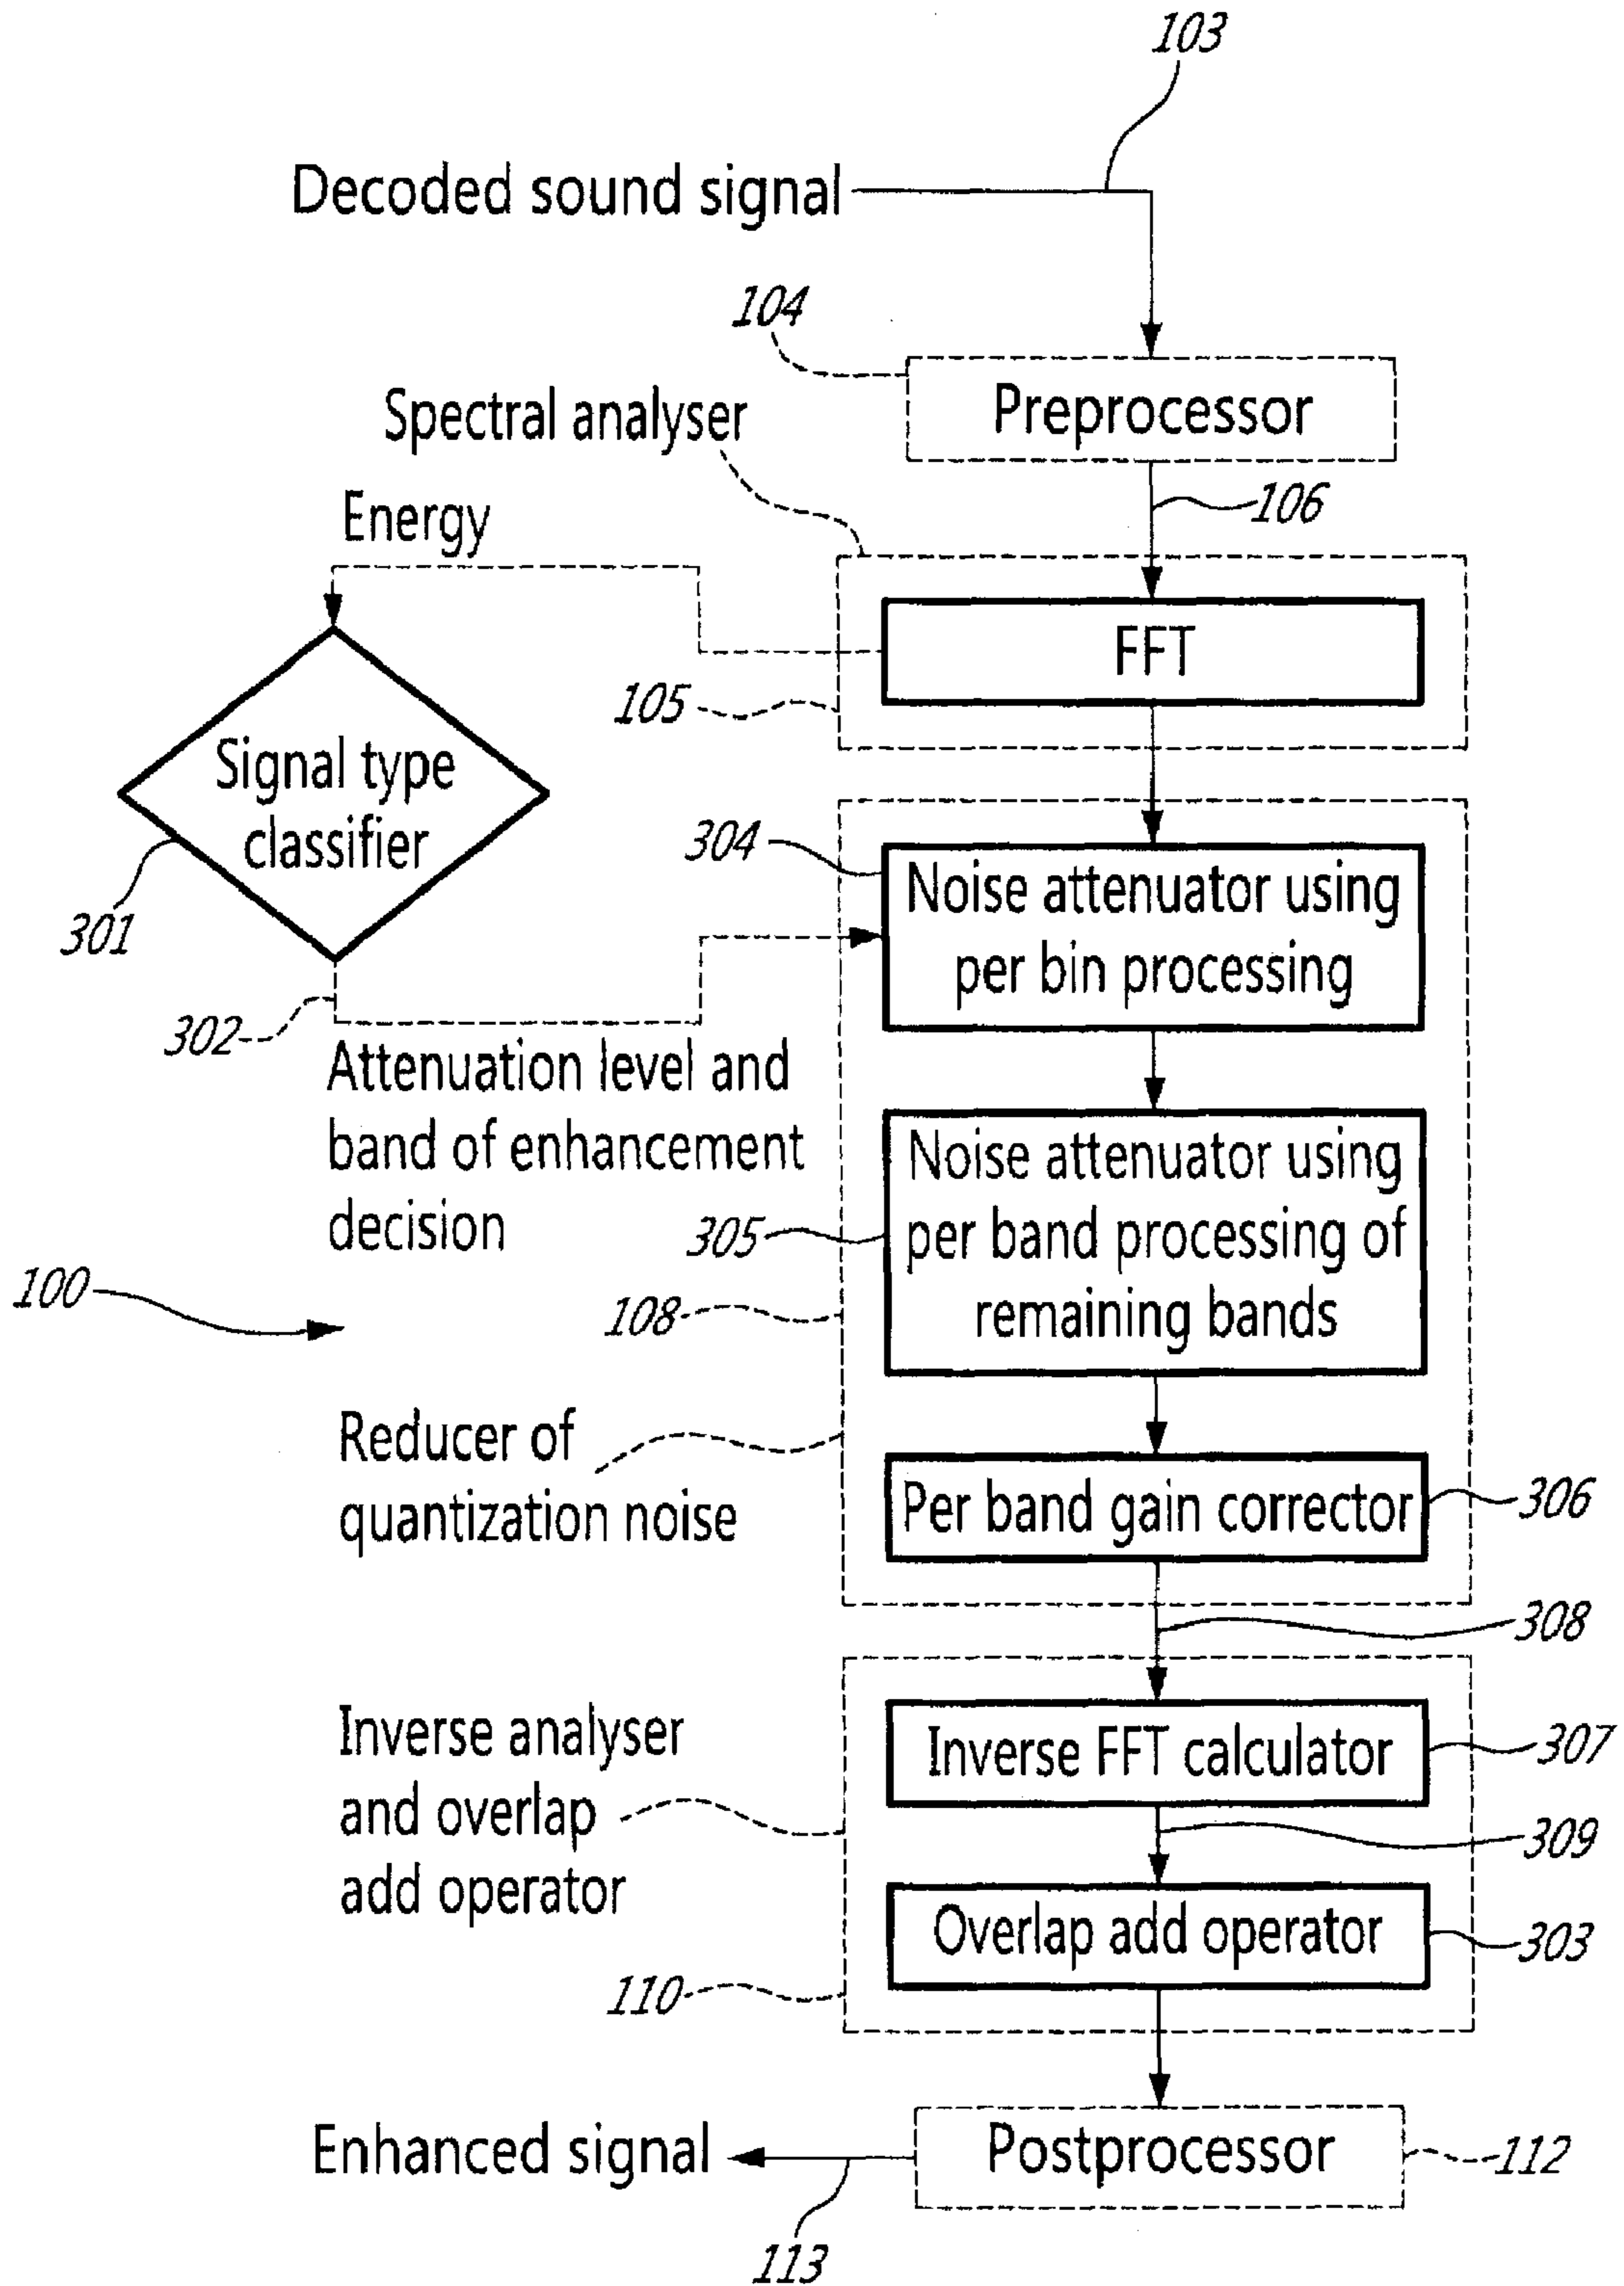 103
Decoded sound signal
104
Preprocessor
Spectral analyser
106
Energy
FFT
105
Signal type
classifier
301
304
Noise attenuator using
per bin processing
302
Attenuation level and
band of enhancement
decision
305
Noise attenuator using
per band processing of
remaining bands
100
108
Reducer of
quantization noise
Per band gain corrector
306
308
Inverse analyser
and overlap
add operator
Inverse FFT calculator
307
309
Overlap add operator
303
110
Enhanced signal
Postprocessor
112
113